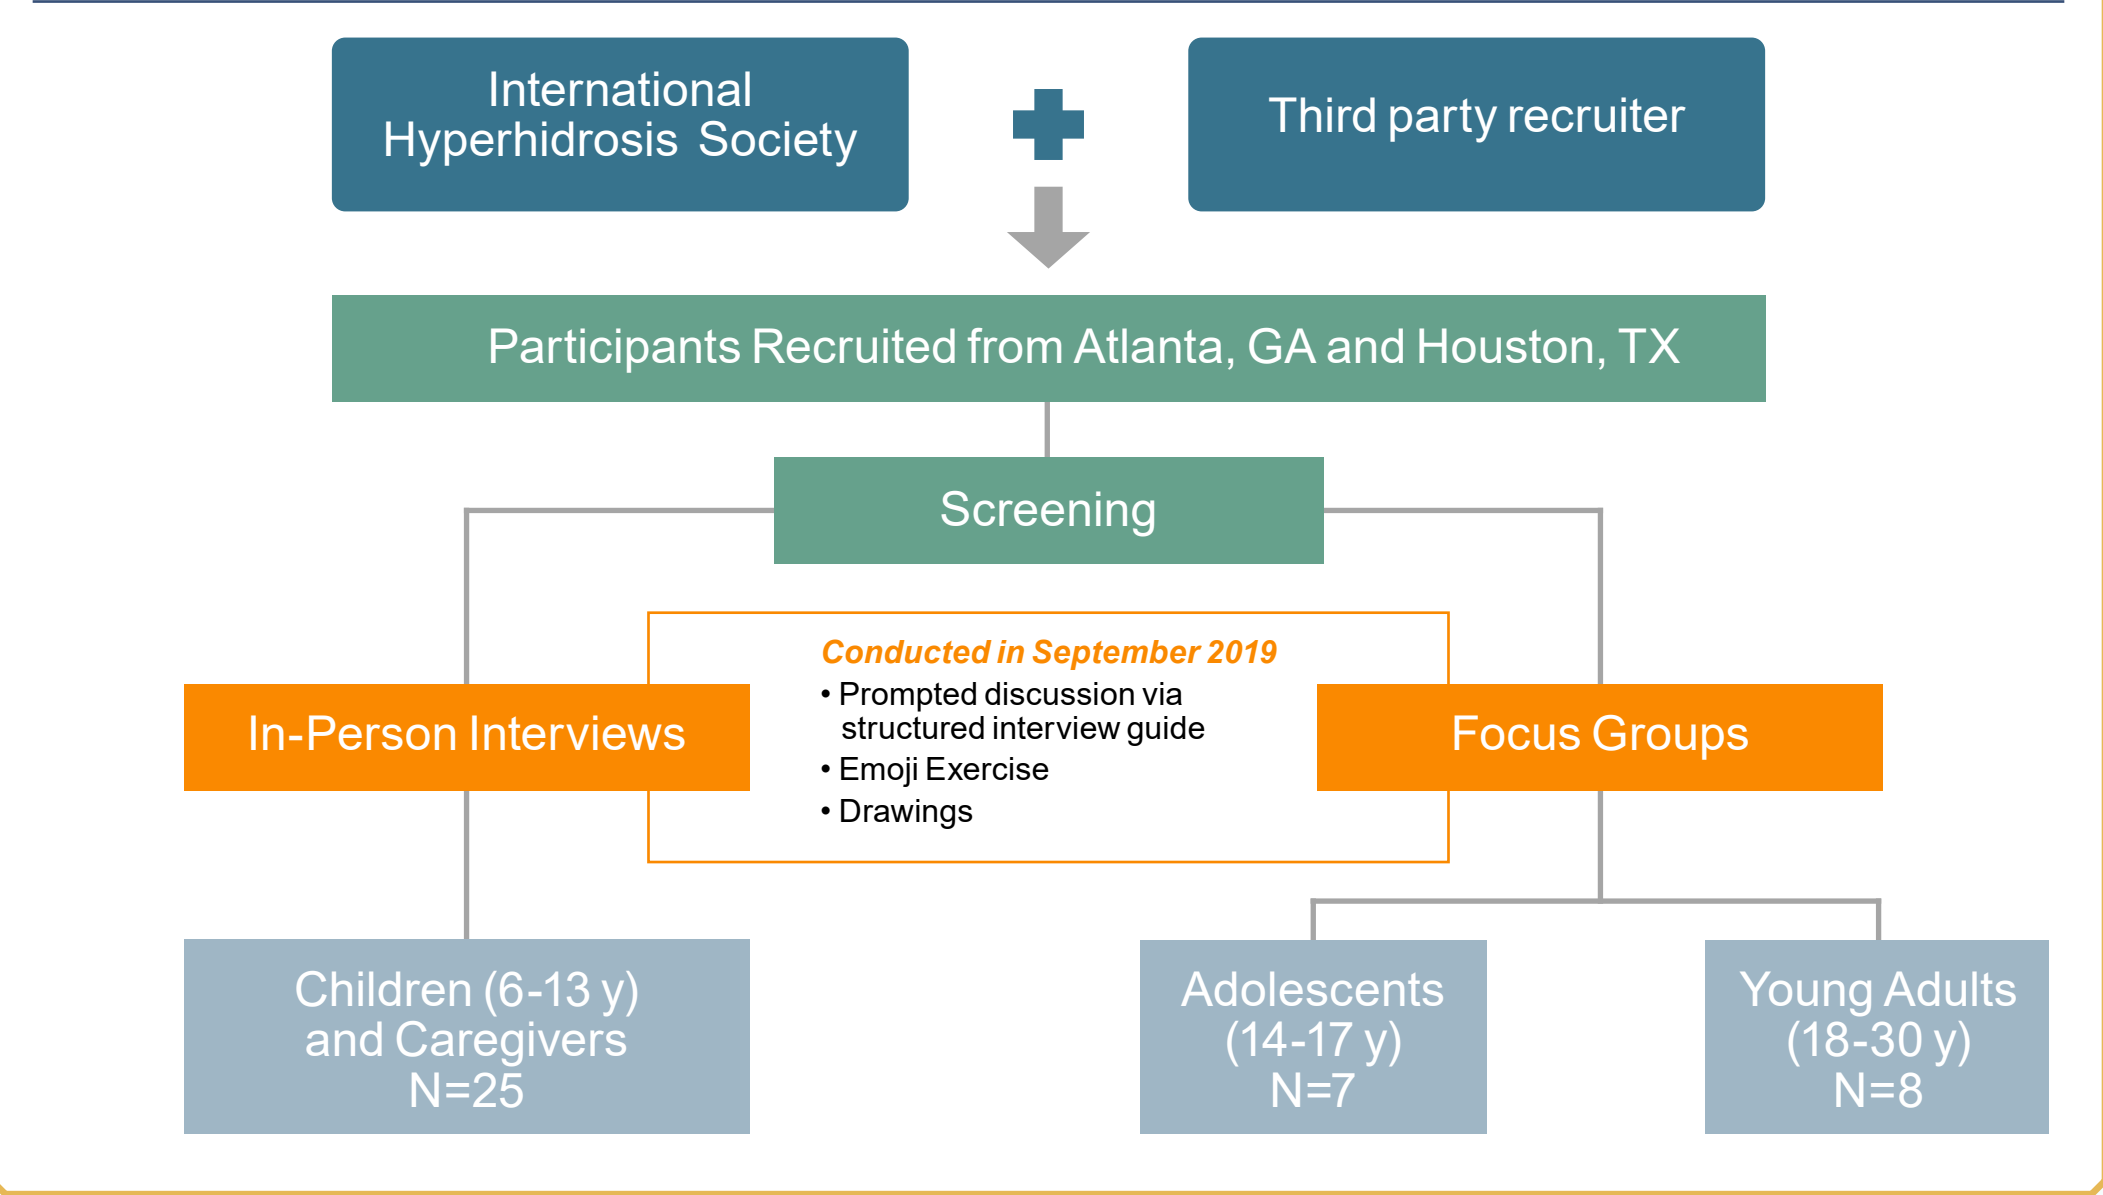 International
Hyperhidrosis Society
Third party recruiter
Participants Recruited from Atlanta, GA and Houston, TX
Screening
Conducted in September 2019
• Prompted discussion via
structured interview guide
• Emoji Exercise
• Drawings
In-Person Interviews
Focus Groups
Children (6-13 y)
and Caregivers
N=25
Adolescents
(14-17 y)
N=7
Young Adults
(18-30 y)
N=8